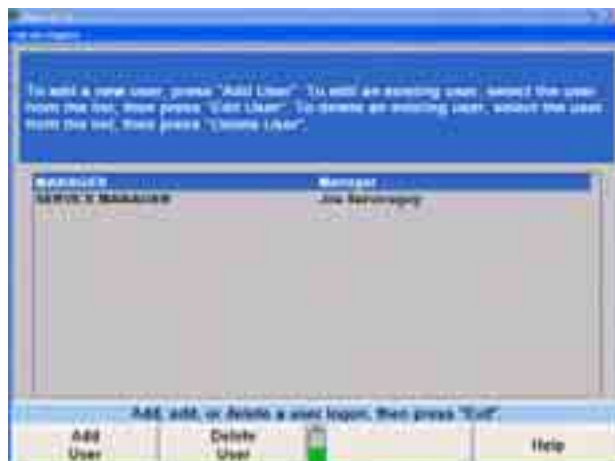 To edit a new user, press "Add User". To edit an existing user, select the user
from the list, then press "Edit User". To delete an existing user, select the user
from the list, then press "Delete User".
MANAGER Manager
SERVICE MANAGER Joe
Add, edit, or delete a user logon, then press "Exit"
Add
User
Delete
User
Help